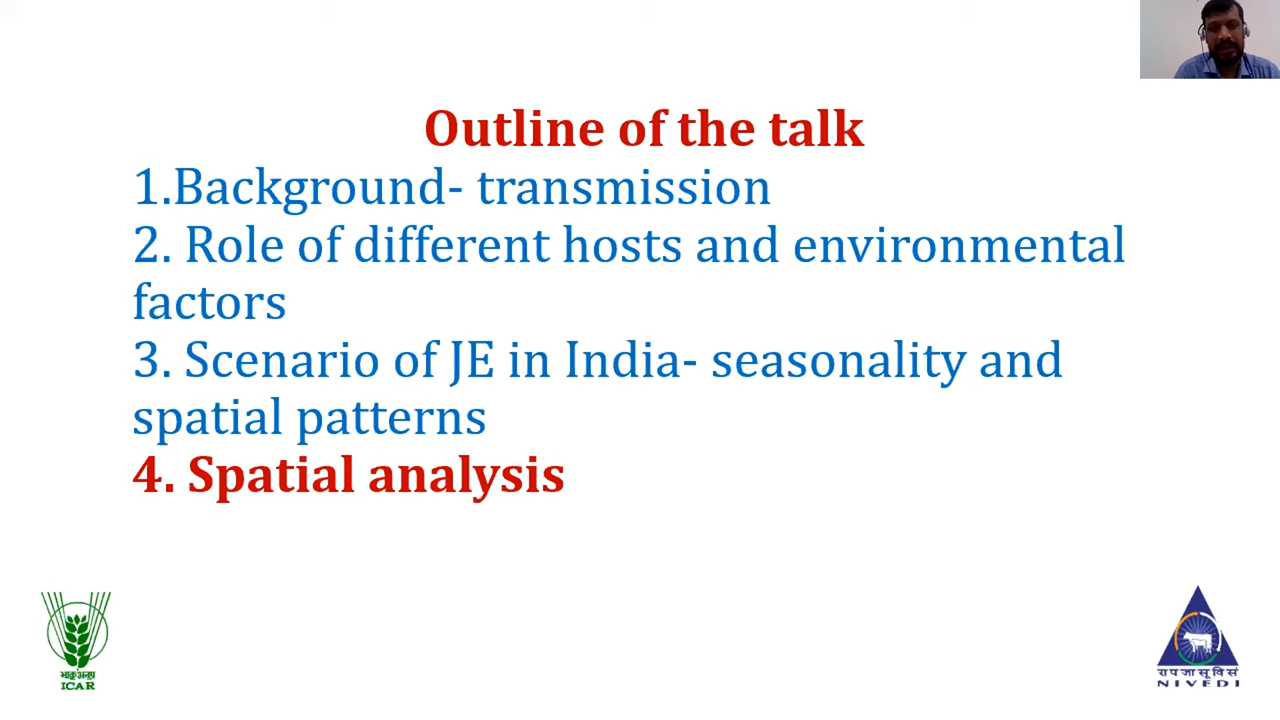 Outline of the talk
1.Background- transmission
2. Role of different hosts and environmental
factors
3. Scenario of JE in India- seasonality and
spatial patterns
4. Spatial analysis
भाकृअनुप
ICAR
रा प जा सू वि सं
NIVEDI